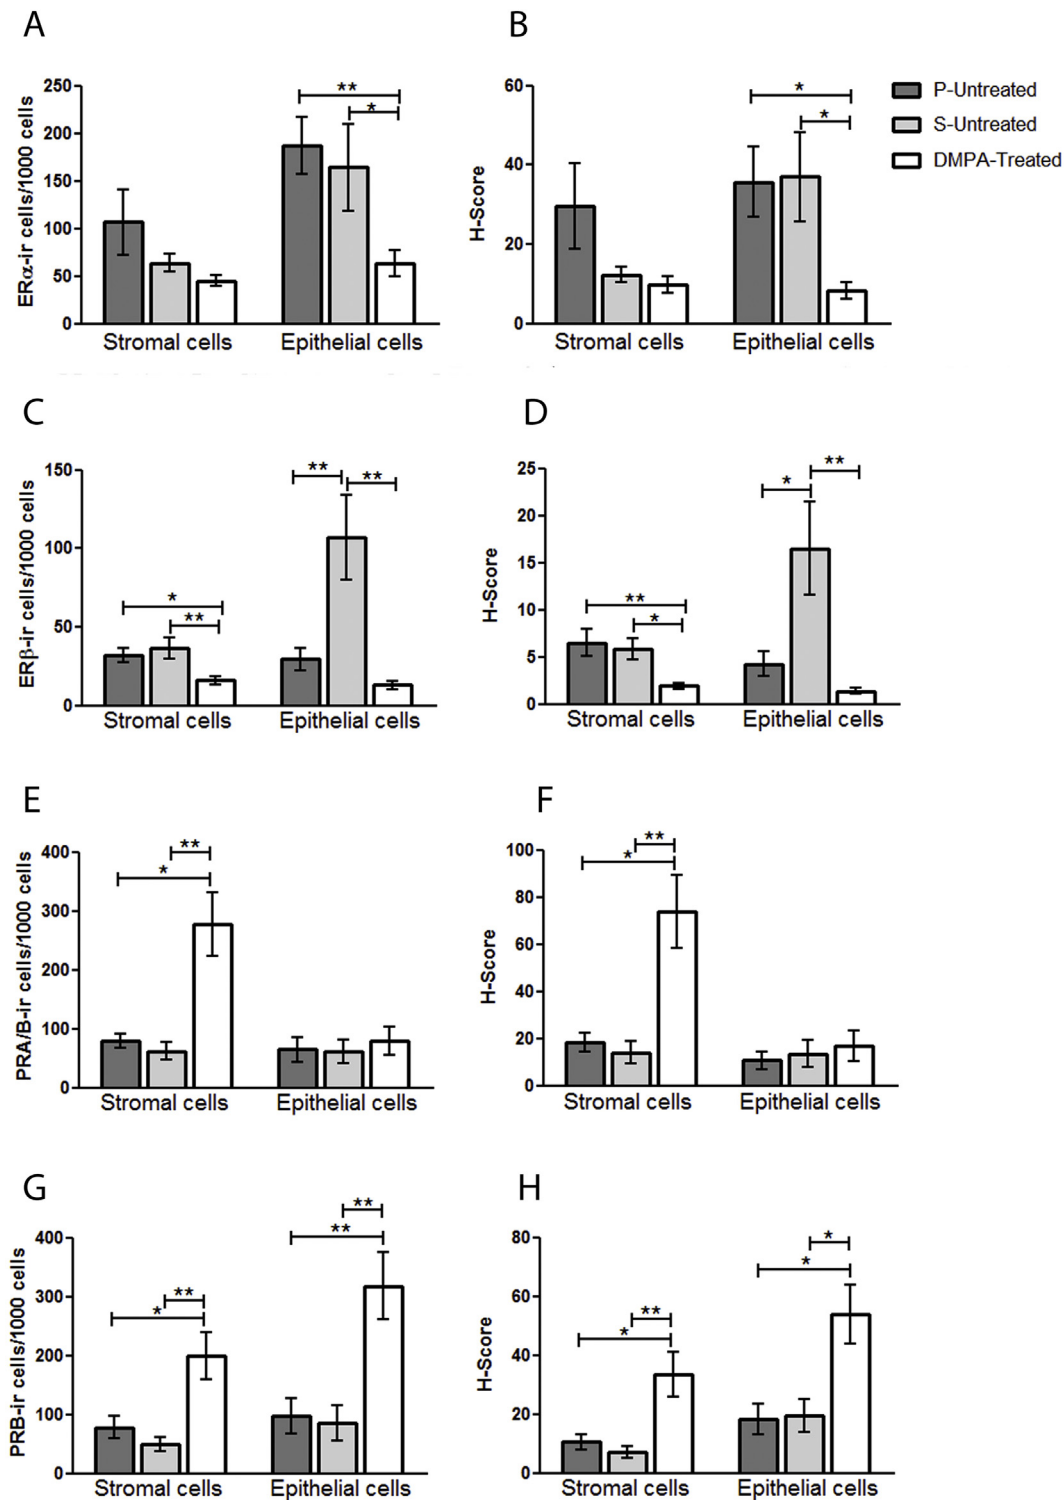 A
ERα-ir cells/1000 cells
250
200
150
100
50
0
**
*
Stromal cells
Epithelial cells
B
H-Score
60
40
20
0
*
*
Stromal cells
Epithelial cells
P-Untreated
S-Untreated
DMPA-Treated
C
ERβ-ir cells/1000 cells
150
100
50
0
*
**
**
**
Stromal cells
Epithelial cells
D
H-Score
25
20
15
10
5
0
**
*
*
**
Stromal cells
Epithelial cells
E
PRA/B-ir cells/1000 cells
400
300
200
100
0
**
*
Stromal cells
Epithelial cells
F
H-Score
100
80
60
40
20
0
**
*
Stromal cells
Epithelial cells
G
PRB-ir cells/1000 cells
400
300
200
100
0
**
*
**
**
Stromal cells
Epithelial cells
H
H-Score
80
60
40
20
0
**
*
*
*
Stromal cells
Epithelial cells